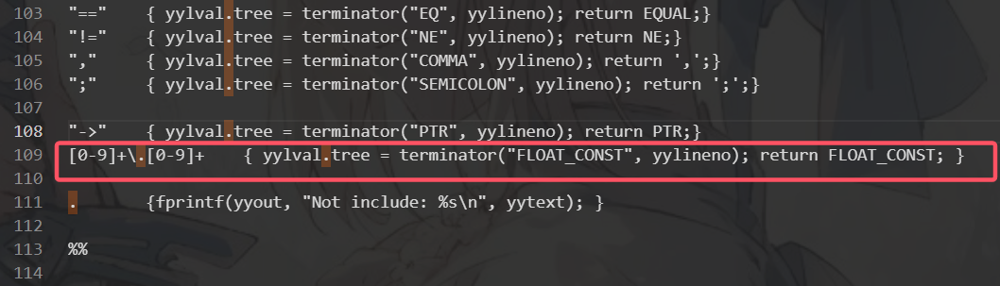 103 "==" { yylval.tree = terminator("EQ", yylineno); return EQUAL;}
104 "!=" { yylval.tree = terminator("NE", yylineno); return NE;}
105 "," { yylval.tree = terminator("COMMA", yylineno); return ',';}
106 ";" { yylval.tree = terminator("SEMICOLON", yylineno); return ';';}
107
108 "->" { yylval.tree = terminator("PTR", yylineno); return PTR;}
109 [0-9]+\.[0-9]+ { yylval.tree = terminator("FLOAT_CONST", yylineno); return FLOAT_CONST; }
110
111 . {fprintf(yyout, "Not include: %s\n", yytext); }
112
113 %%
114